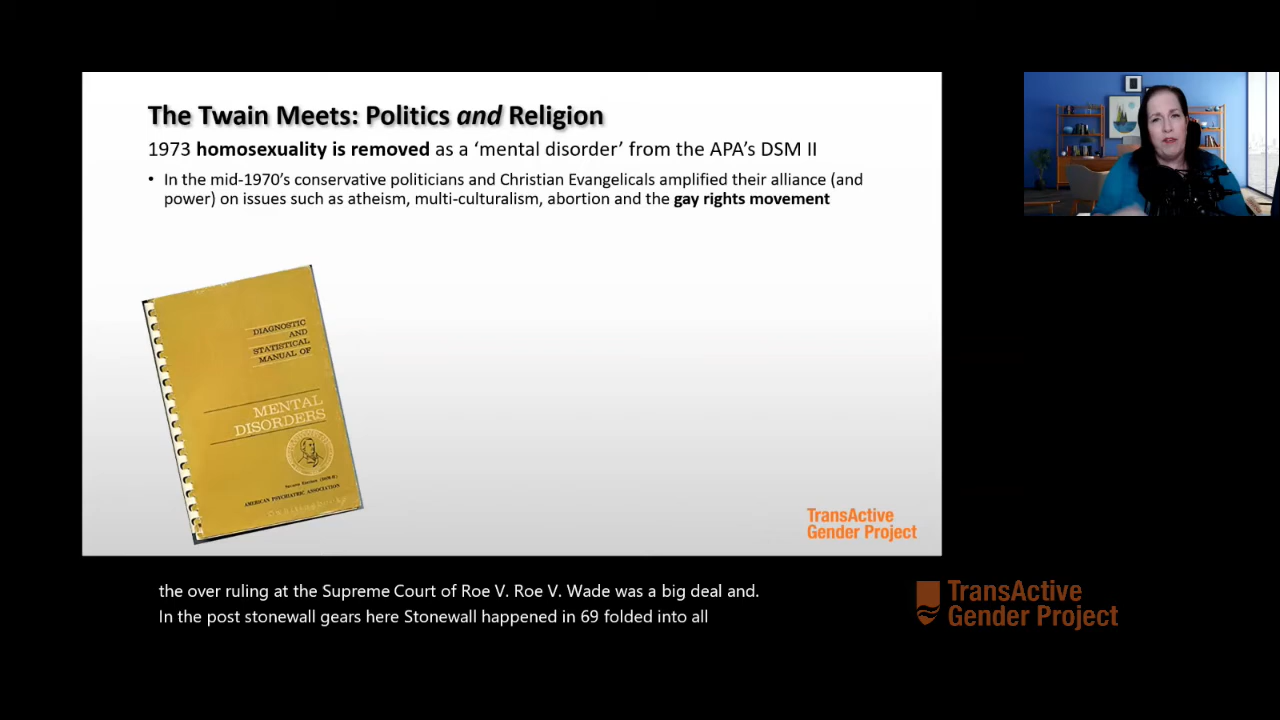 The Twain Meets: Politics and Religion
1973 homosexuality is removed as a ‘mental disorder’ from the APA’s DSM II
• In the mid-1970’s conservative politicians and Christian Evangelicals amplified their alliance (and
power) on issues such as atheism, multi-culturalism, abortion and the gay rights movement
DIAGNOSTIC
AND
STATISTICAL
MANUAL OF
MENTAL
DISORDERS
AMERICAN PSYCHIATRIC ASSOCIATION
TransActive
Gender Project
the over ruling at the Supreme Court of Roe V. Roe V. Wade was a big deal and.
In the post stonewall gears here Stonewall happened in 69 folded into all
TransActive
Gender Project